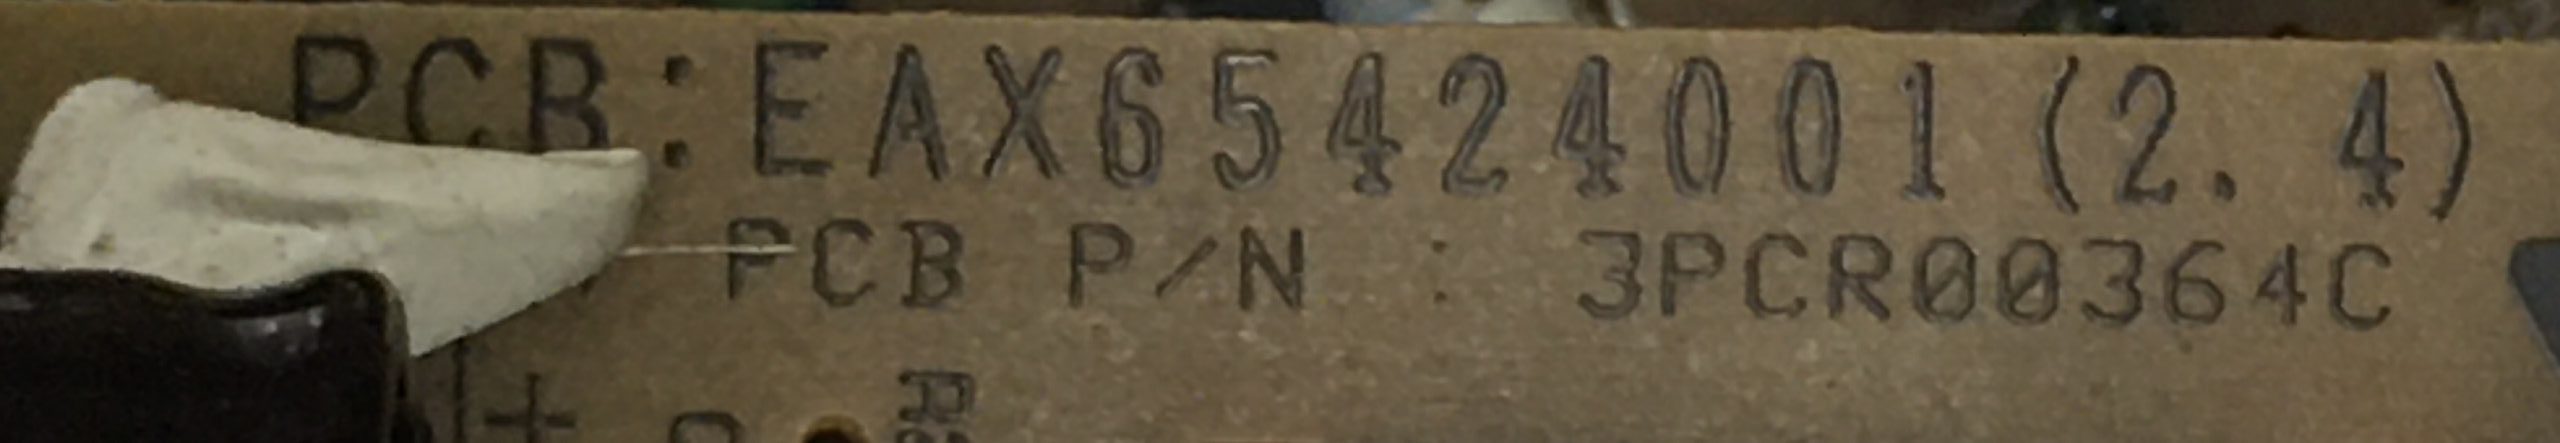 PCB:EAX65424001(2.4)
PCB P/N : 3PCR00364C
+